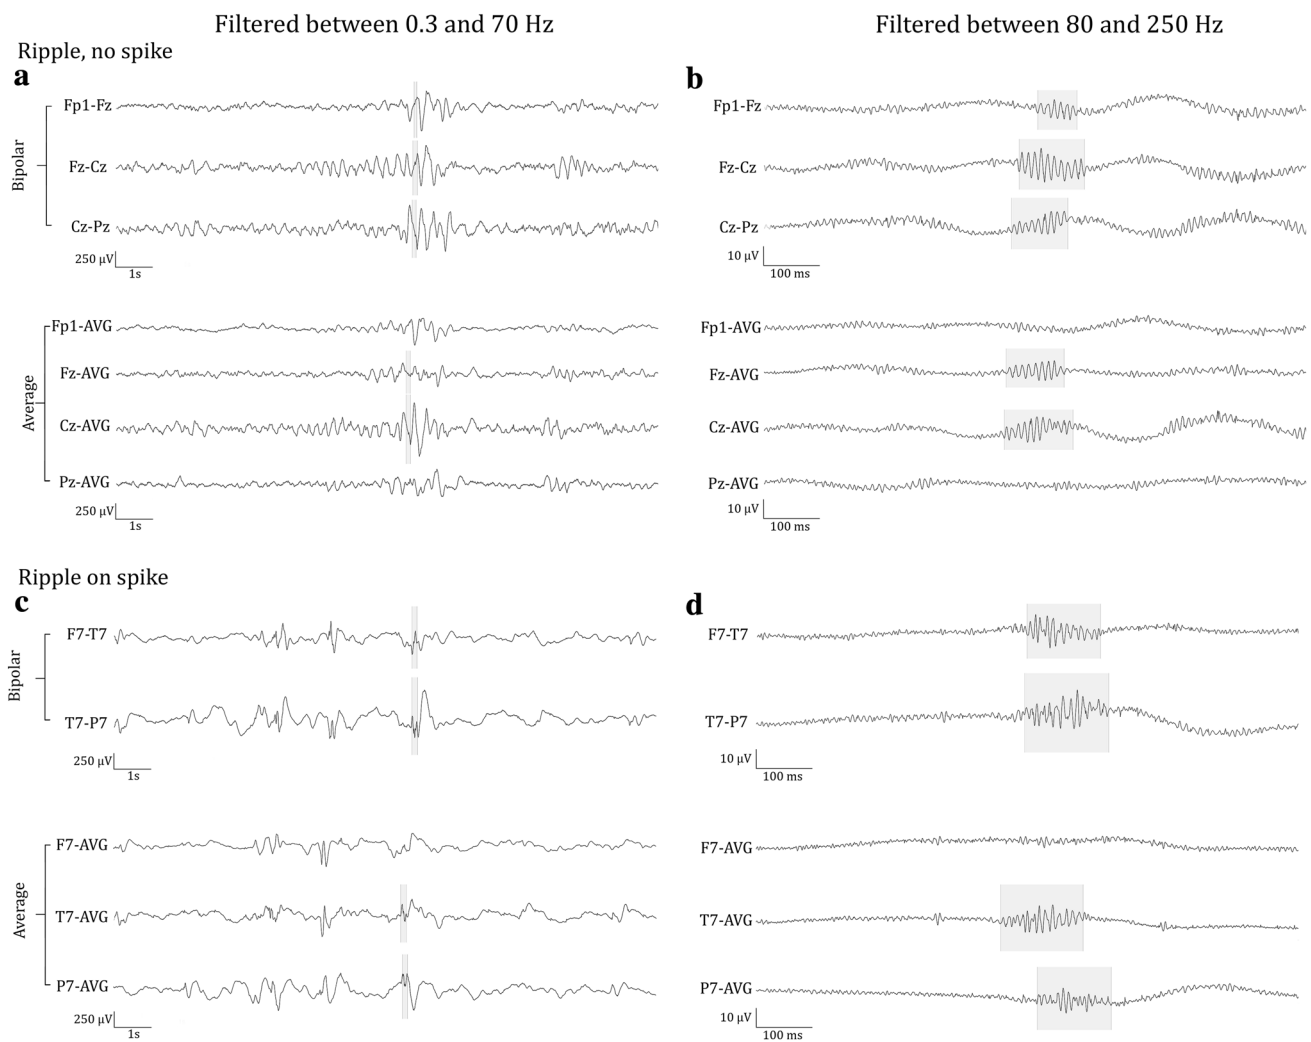 Filtered between 0.3 and 70 Hz
Filtered between 80 and 250 Hz
Ripple, no spike
a
Bipolar
Fp1-Fz
Fz-Cz
Cz-Pz
250 µV
1s
b
Fp1-Fz
Fz-Cz
Cz-Pz
10 µV
100 ms
Average
Fp1-AVG
Fz-AVG
Cz-AVG
Pz-AVG
250 µV
1s
Fp1-AVG
Fz-AVG
Cz-AVG
Pz-AVG
10 µV
100 ms
Ripple on spike
c
Bipolar
F7-T7
T7-P7
250 µV
1s
d
F7-T7
T7-P7
10 µV
100 ms
Average
F7-AVG
T7-AVG
P7-AVG
250 µV
1s
F7-AVG
T7-AVG
P7-AVG
10 µV
100 ms